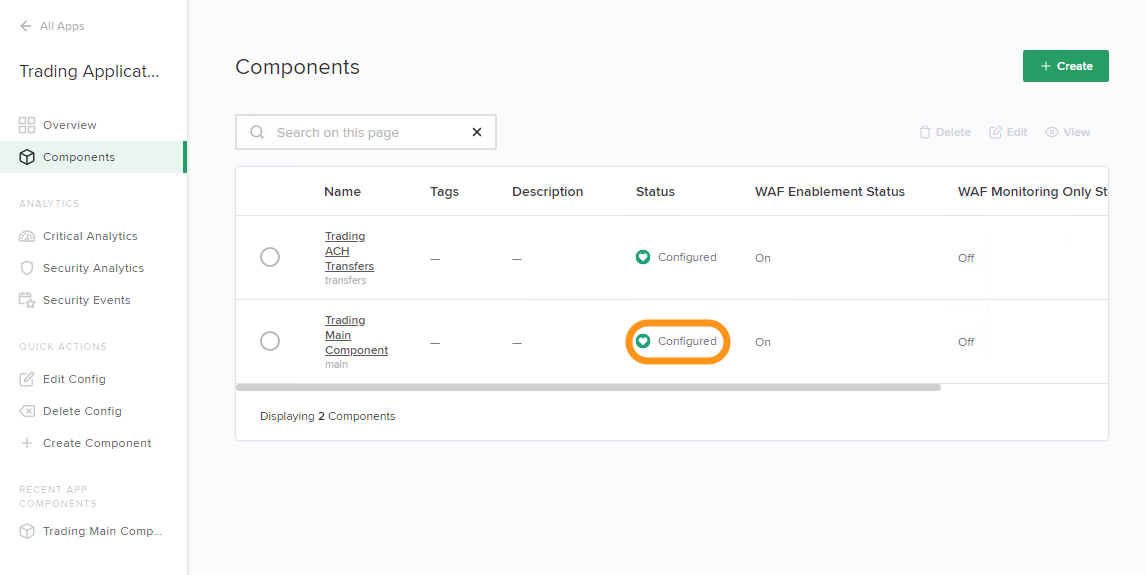 All Apps
Trading Applicat...
Overview
Components
ANALYTICS
Critical Analytics
Security Analytics
Security Events
QUICK ACTIONS
Edit Config
Delete Config
Create Component
RECENT APP
COMPONENTS
Trading Main Comp...
Components
+ Create
Search on this page
Delete Edit View
Name Tags Description Status WAF Enablement Status WAF Monitoring Only St
Trading
ACH
Transfers
transfers
— — Configured On Off
Trading
Main
Component
main
— — Configured On Off
Displaying 2 Components